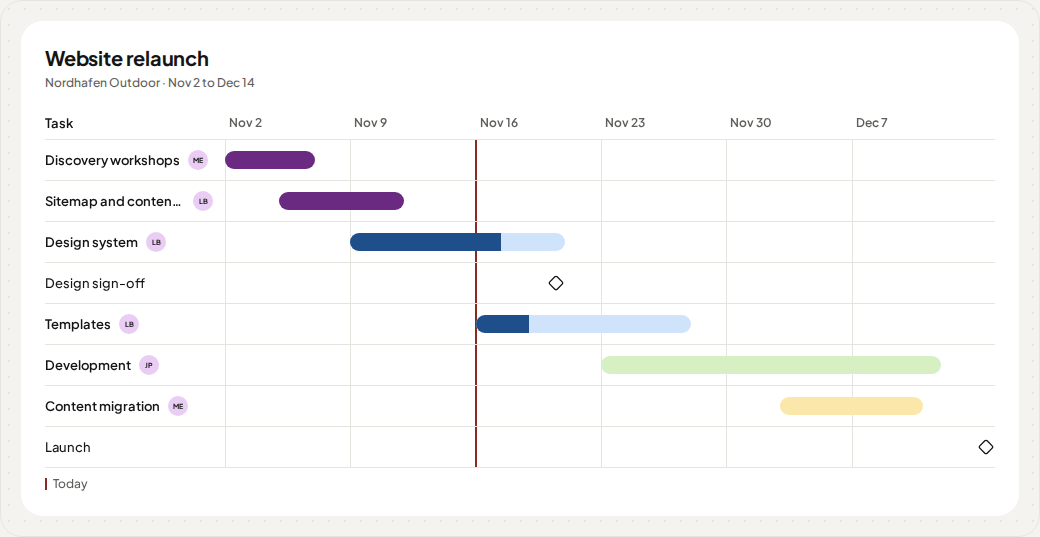 Website relaunch
Nordhafen Outdoor · Nov 2 to Dec 14
Task Nov 2 Nov 9 Nov 16 Nov 23 Nov 30 Dec 7
Discovery workshops ME
Sitemap and conten... LB
Design system LB
Design sign-off
Templates LB
Development JP
Content migration ME
Launch
Today